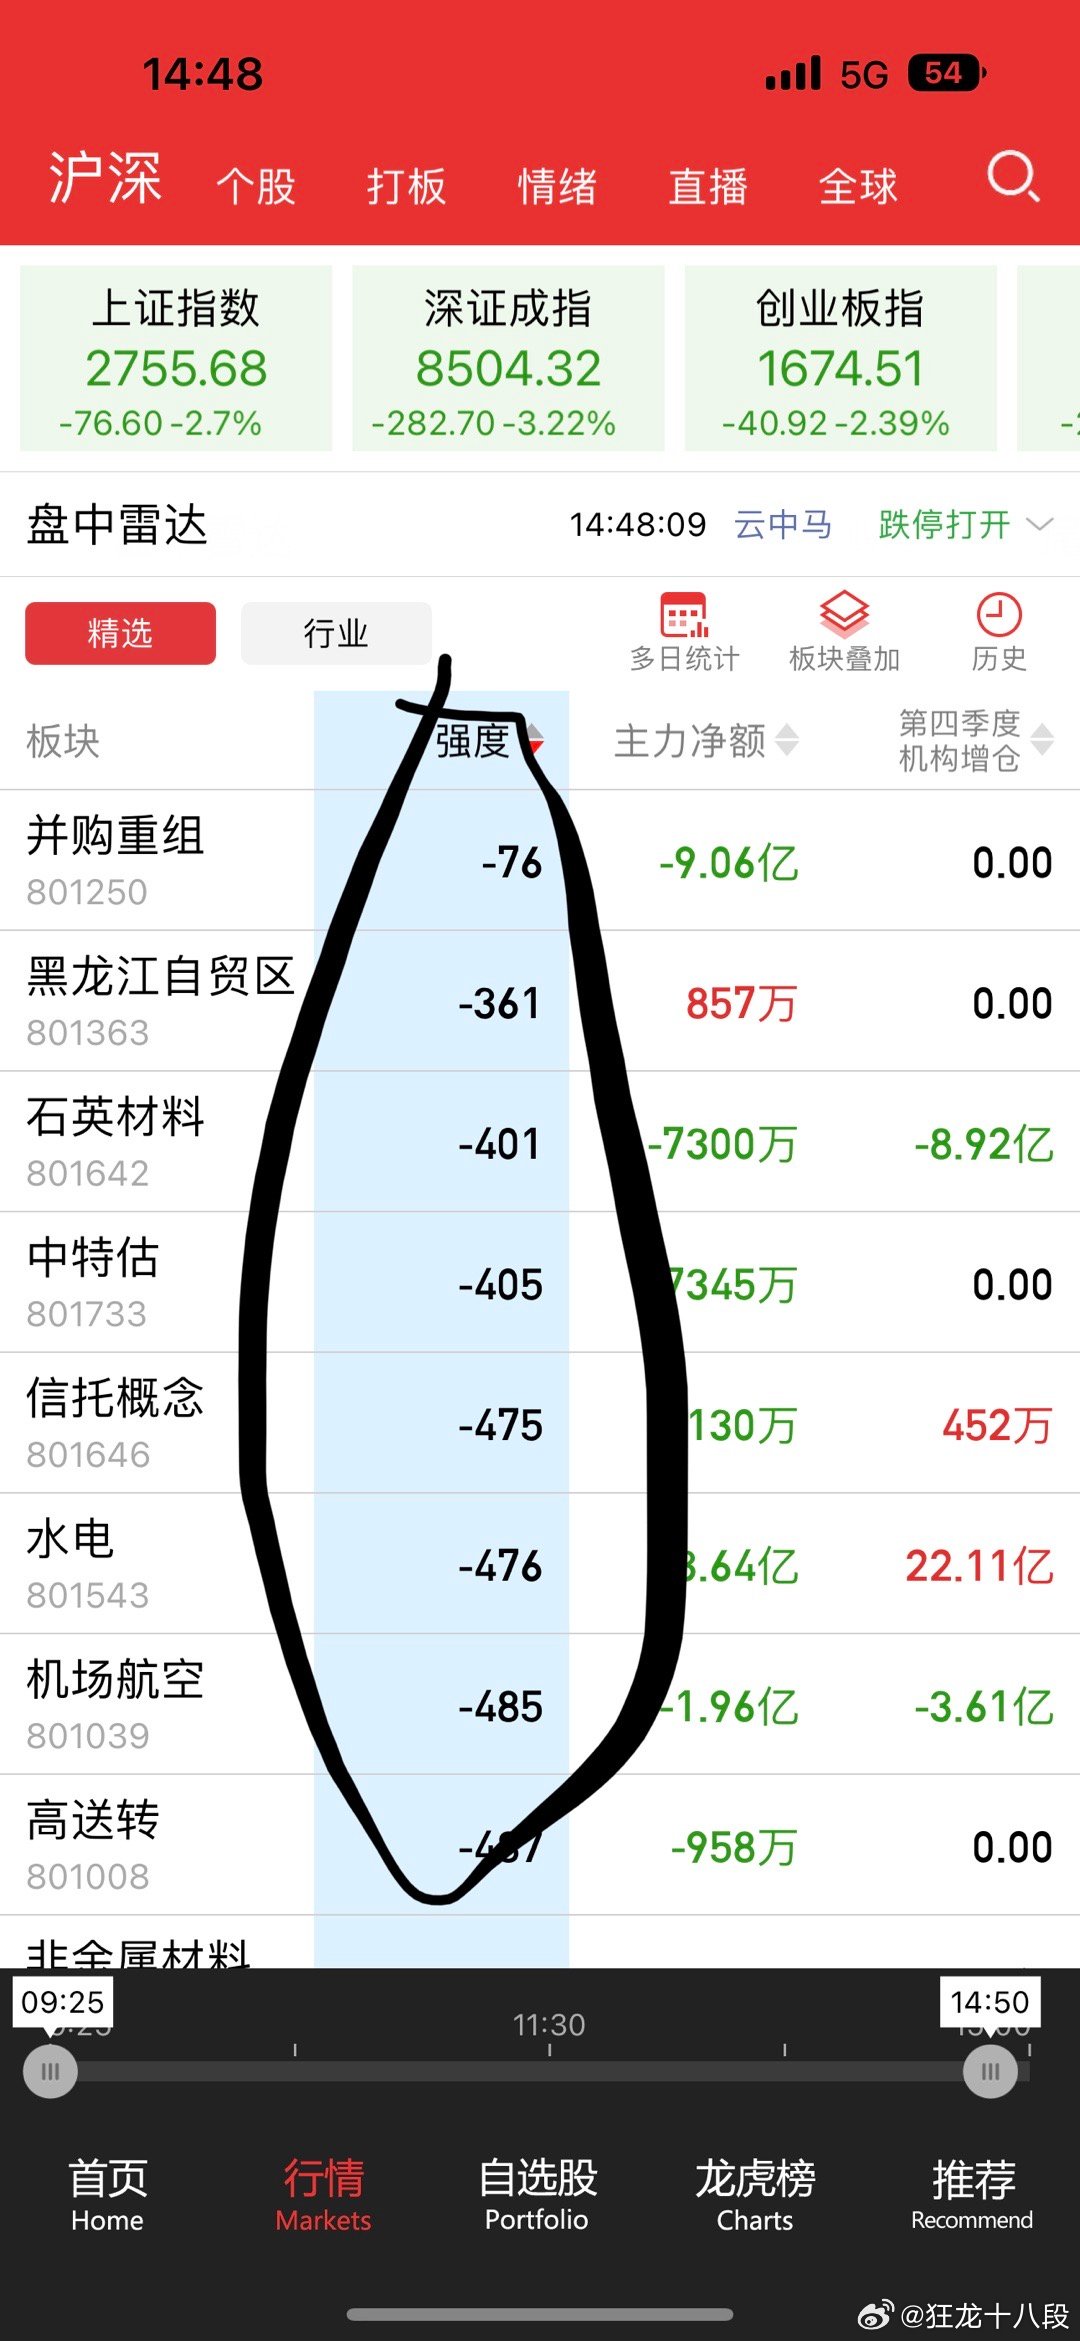 14:48 5G 54
沪深 个股 打板 情绪 直播 全球
上证指数 深证成指 创业板指
2755.68 8504.32 1674.51
-76.60 -2.7% -282.70 -3.22% -40.92 -2.39%
盘中雷达 14:48:09 云中马 跌停打开
精选 行业 多日统计 板块叠加 历史
板块 强度 主力净额 第四季度
机构增仓
并购重组 -76 -9.06亿 0.00
801250
黑龙江自贸区 -361 857万 0.00
801363
石英材料 -401 -7300万 -8.92亿
801642
中特估 -405 7345万 0.00
801733
信托概念 -475 130万 452万
801646
水电 -476 3.64亿 22.11亿
801543
机场航空 -485 -1.96亿 -3.61亿
801039
高送转 -487 -958万 0.00
801008
非金属材料
09:25 11:30 14:50
首页 行情 自选股 龙虎榜 推荐
Home Markets Portfolio Charts Recommend
@狂龙十八段